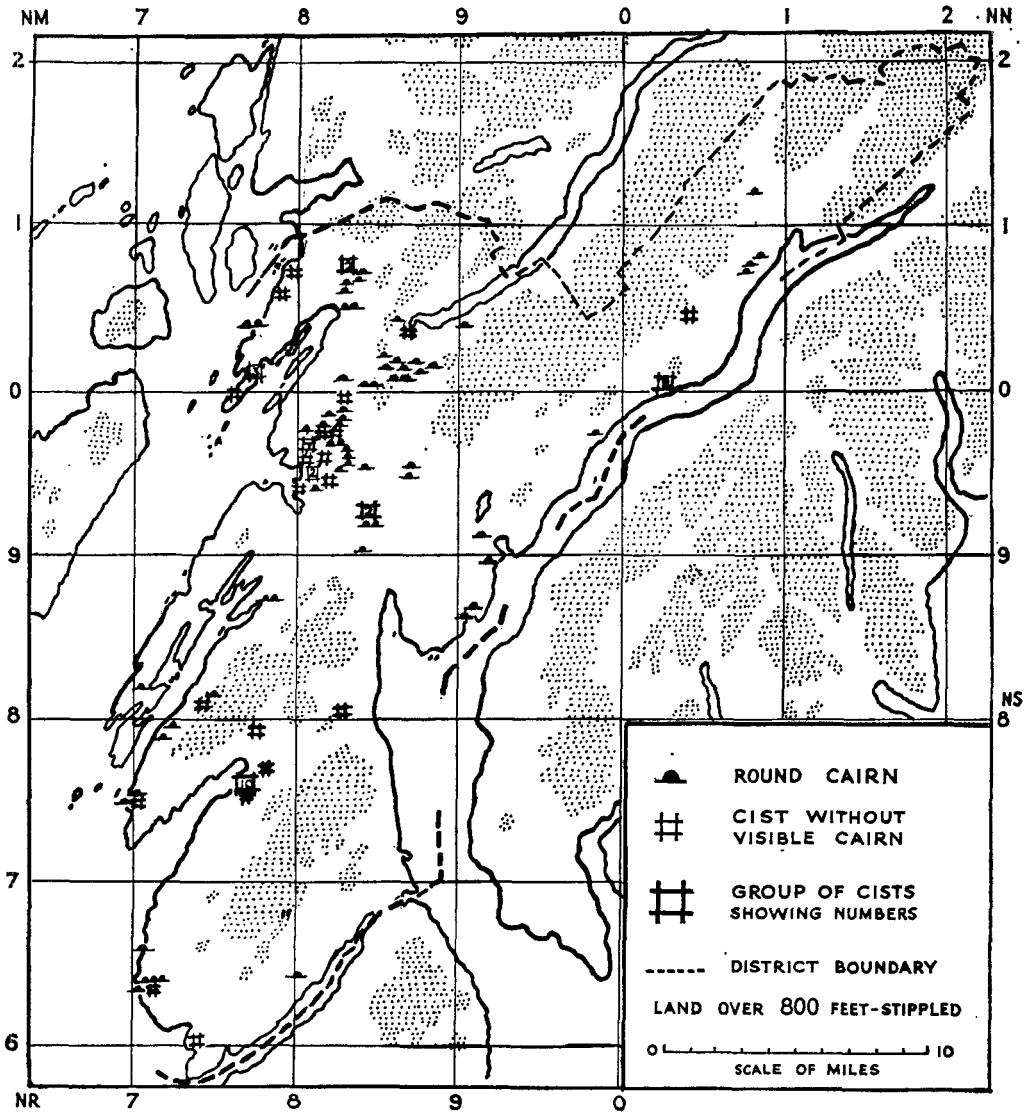 NM 7 8 9 0 1 2 NN
2 2
1 1
0 0
9 9
NS
8 8
7
6
NR 7 8 9 0
2
2
ROUND CAIRN
CIST WITHOUT
VISIBLE CAIRN
GROUP OF CISTS
SHOWING NUMBERS
DISTRICT BOUNDARY
LAND OVER 800 FEET-STIPPLED
0 10
SCALE OF MILES